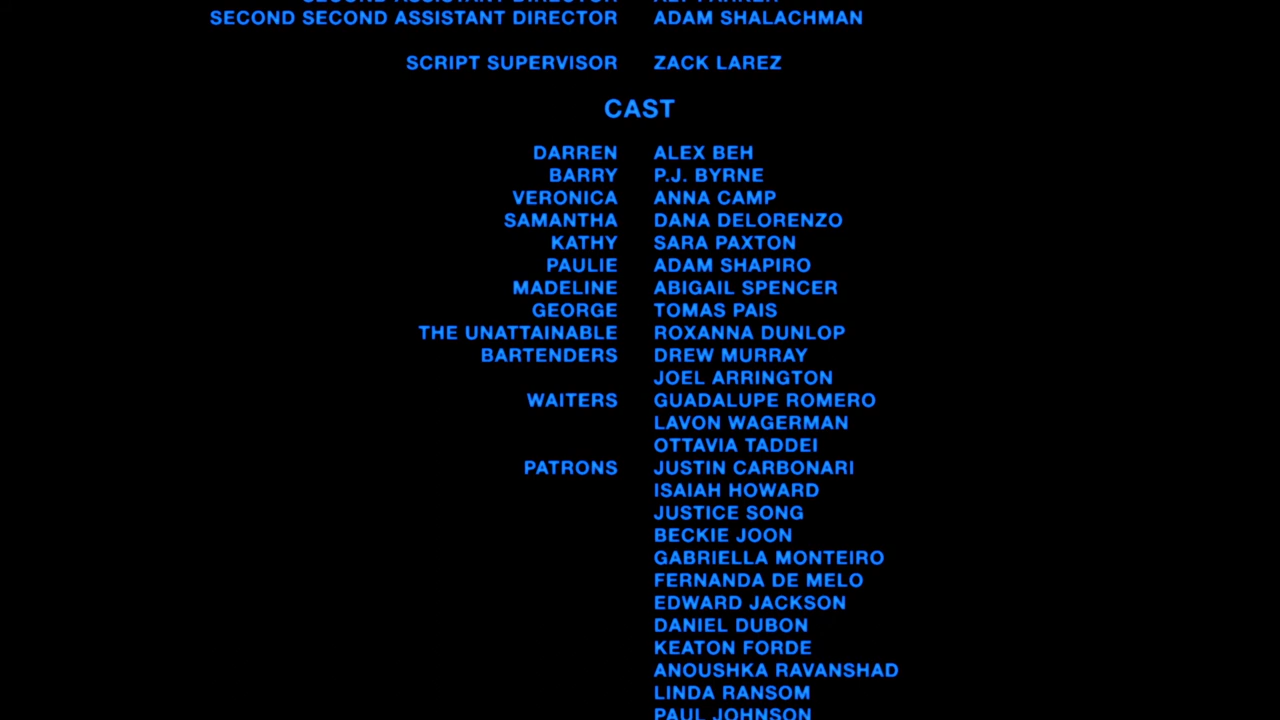 SECOND SECOND ASSISTANT DIRECTOR ADAM SHALACHMAN
SCRIPT SUPERVISOR ZACK LAREZ
CAST
DARREN ALEX BEH
BARRY P.J. BYRNE
VERONICA ANNA CAMP
SAMANTHA DANA DELORENZO
KATHY SARA PAXTON
PAULIE ADAM SHAPIRO
MADELINE ABIGAIL SPENCER
GEORGE TOMAS PAIS
THE UNATTAINABLE ROXANNA DUNLOP
BARTENDERS DREW MURRAY
JOEL ARRINGTON
WAITERS GUADALUPE ROMERO
LAVON WAGERMAN
OTTAVIA TADDEI
PATRONS JUSTIN CARBONARI
ISAIAH HOWARD
JUSTICE SONG
BECKIE JOON
GABRIELLA MONTEIRO
FERNANDA DE MELO
EDWARD JACKSON
DANIEL DUBON
KEATON FORDE
ANOUSHKA RAVANSHAD
LINDA RANSOM
PAUL JOHNSON